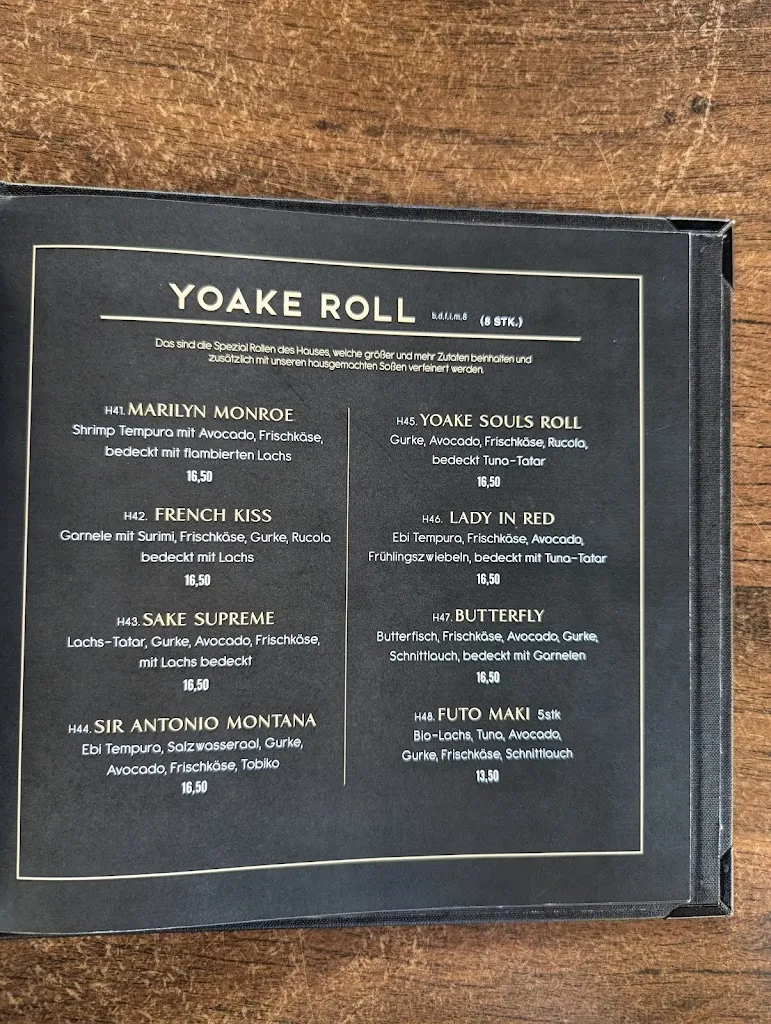 YOAKE ROLL b,d,f,i,m,8 (8 STK.)
Das sind die Spezial Rollen des Hauses, welche größer und mehr Zutaten beinhalten und
zusätzlich mit unseren hausgemachten Soßen verfeinert werden.
H41. MARILYN MONROE
Shrimp Tempura mit Avocado, Frischkäse,
bedeckt mit flambierten Lachs
16,50
H42. FRENCH KISS
Garnele mit Surimi, Frischkäse, Gurke, Rucola
bedeckt mit Lachs
16,50
H43. SAKE SUPREME
Lachs-Tatar, Gurke, Avocado, Frischkäse,
mit Lachs bedeckt
16,50
H44. SIR ANTONIO MONTANA
Ebi Tempura, Salzwasseraal, Gurke,
Avocado, Frischkäse, Tobiko
16,50
H45. YOAKE SOULS ROLL
Gurke, Avocado, Frischkäse, Rucola,
bedeckt Tuna-Tatar
16,50
H46. LADY IN RED
Ebi Tempura, Frischkäse, Avocado,
Frühlingszwiebeln, bedeckt mit Tuna-Tatar
16,50
H47. BUTTERFLY
Butterfisch, Frischkäse, Avocado, Gurke,
Schnittlauch, bedeckt mit Garnelen
16,50
H48. FUTO MAKI 5stk
Bio-Lachs, Tuna, Avocado,
Gurke, Frischkäse, Schnittlauch
13,50